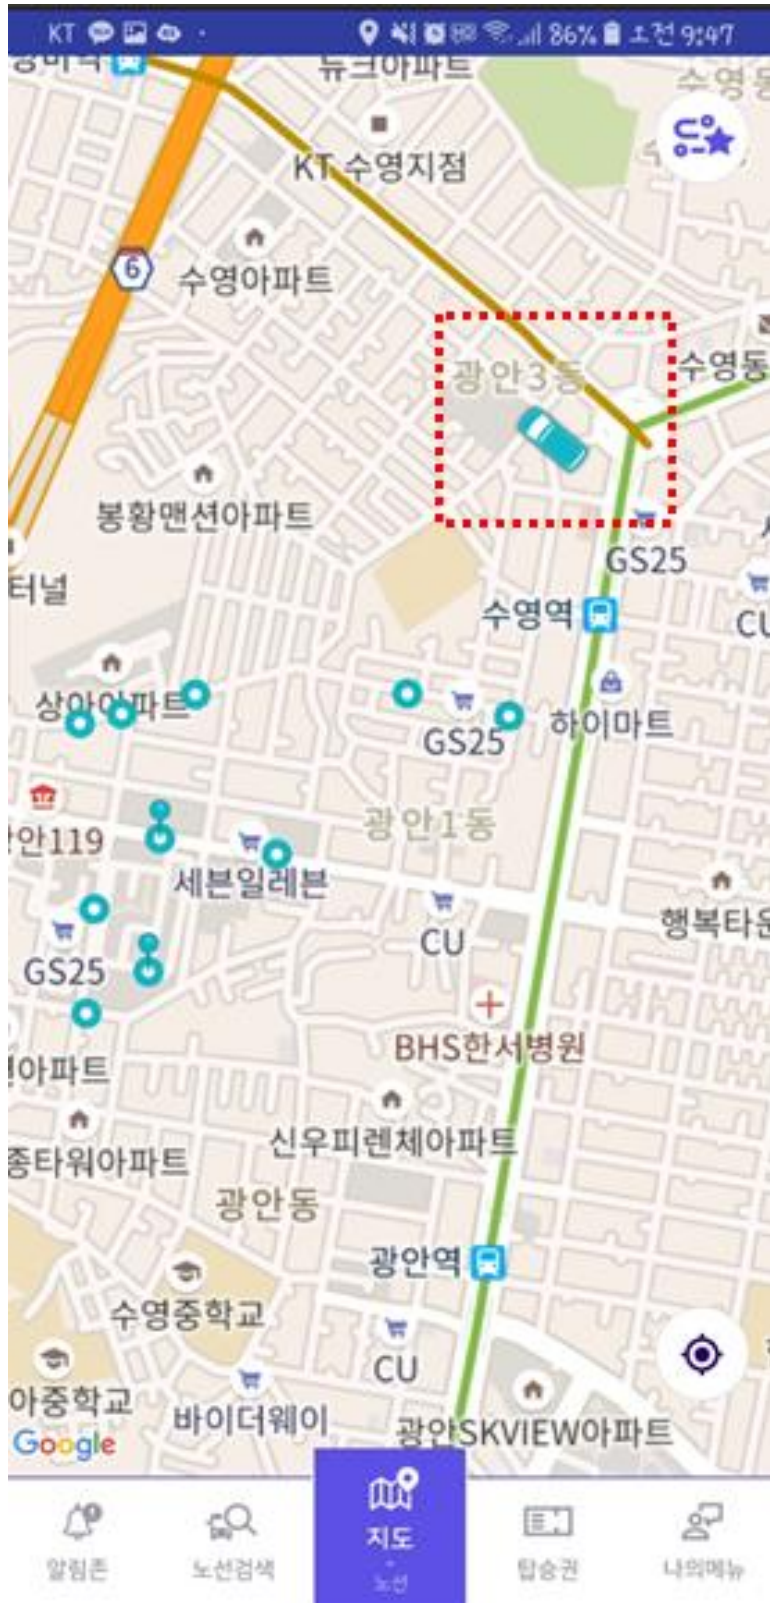 KT
86% 오전 9:47
뉴크아파트
수영동
KT 수영지점
6
수영아파트
광안3동
수영동
봉황맨션아파트
GS25
터널
수영역
CU
상아아파트
GS25
하이마트
안119
광안1동
세븐일레븐
CU
행복타운
GS25
BHS한서병원
아파트
신우피렌체아파트
종타워아파트
광안동
광안역
수영중학교
CU
아중학교
바이더웨이
광안SKVIEW아파트
Google
알림존
노선검색
지도
노선
탑승권
나의메뉴